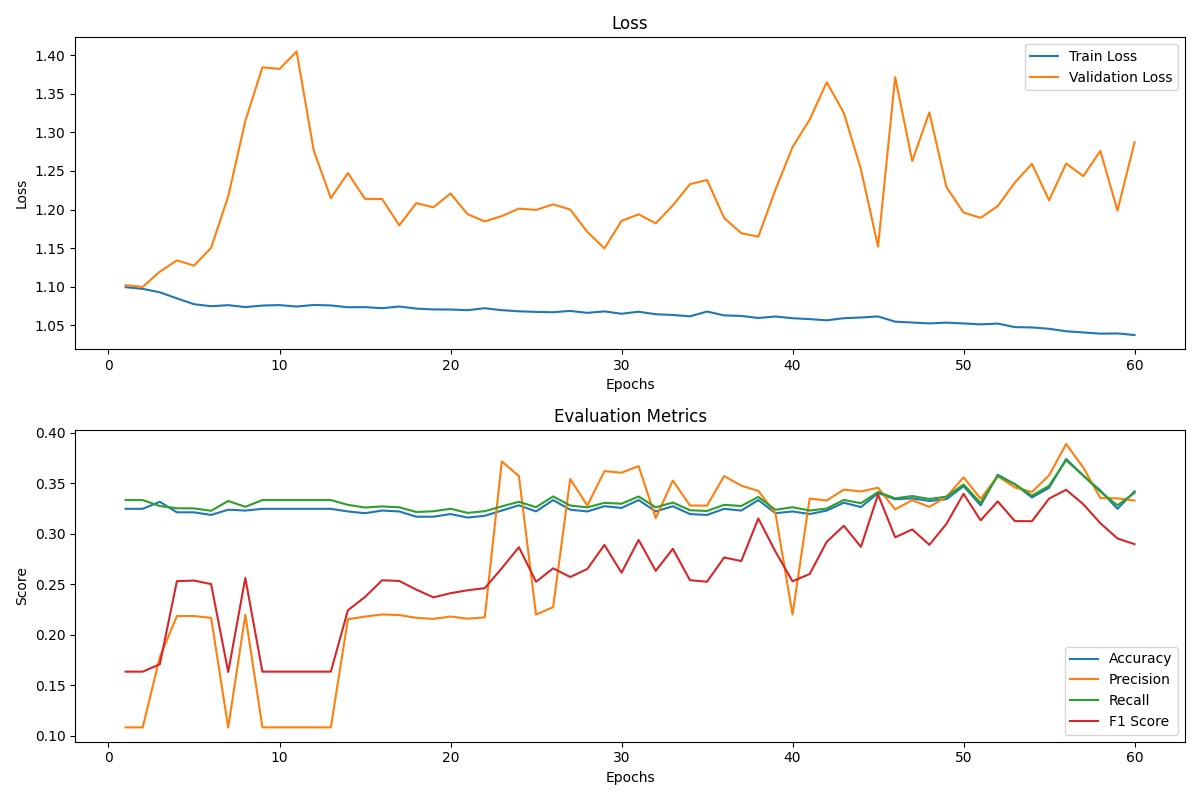 Loss
1.40
1.35
1.30
1.25
1.20
1.15
1.10
1.05
Loss
Train Loss
Validation Loss
0 10 20 30 40 50 60
Epochs
Evaluation Metrics
0.40
0.35
0.30
0.25
0.20
0.15
0.10
Score
Accuracy
Precision
Recall
F1 Score
0 10 20 30 40 50 60
Epochs